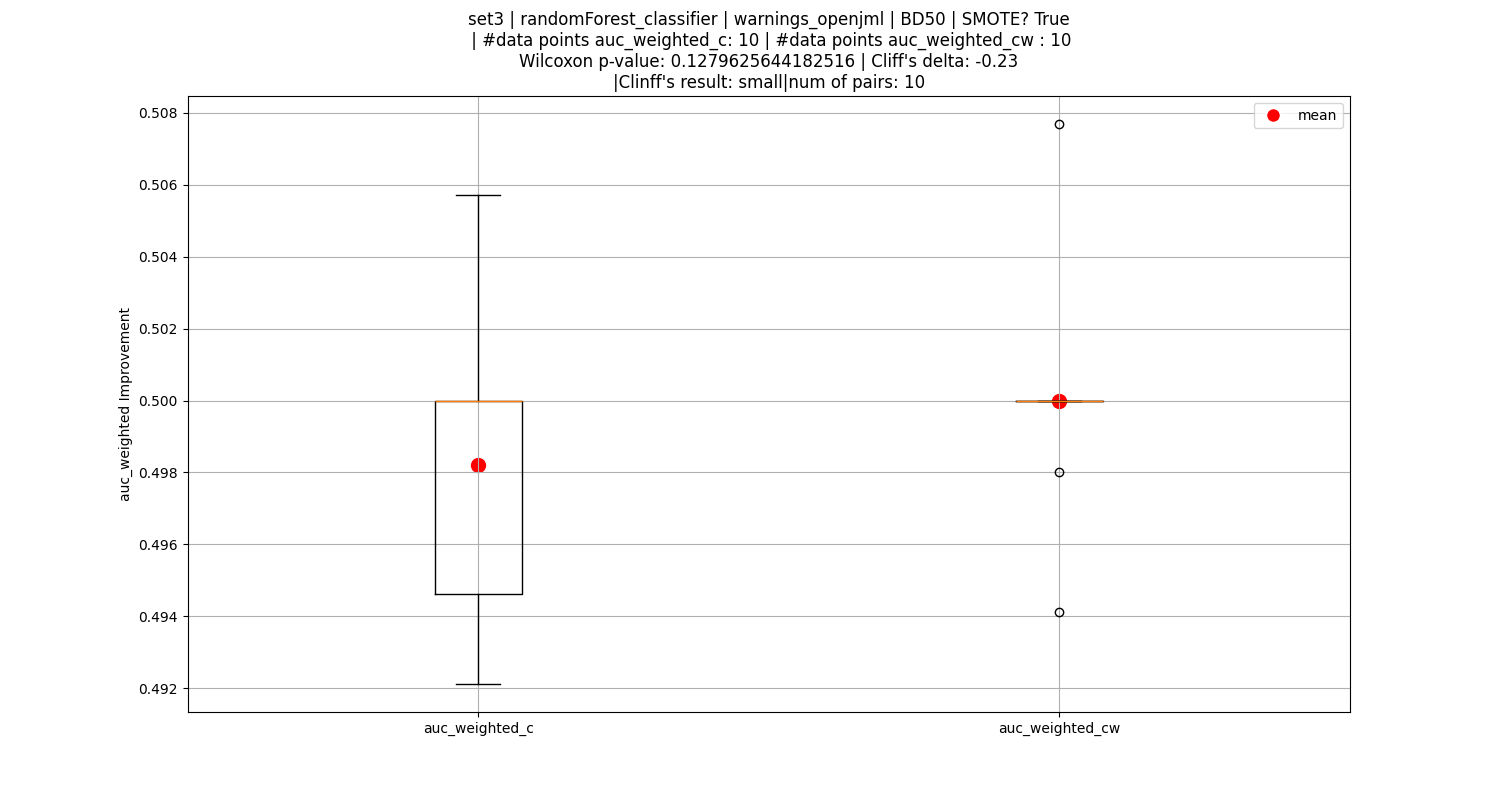 set3 | randomForest_classifier | warnings_openjml | BD50 | SMOTE? True
| #data points auc_weighted_c: 10 | #data points auc_weighted_cw : 10
Wilcoxon p-value: 0.1279625644182516 | Cliff's delta: -0.23
|Clinff's result: small|num of pairs: 10
mean
0.508
0.506
0.504
0.502
0.500
0.498
0.496
0.494
0.492
auc_weighted Improvement
auc_weighted_c
auc_weighted_cw